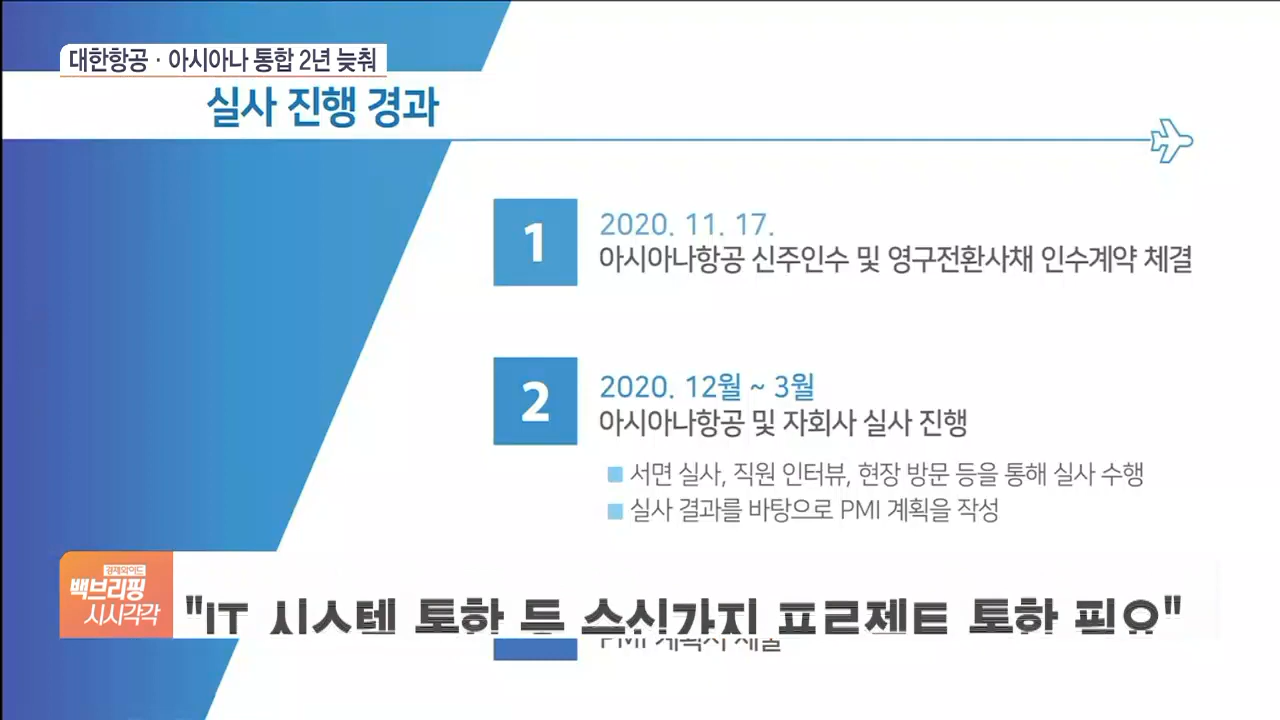 대한항공 · 아시아나 통합 2년 늦춰
실사 진행 경과
1
2020. 11. 17.
아시아나항공 신주인수 및 영구전환사채 인수계약 체결
2
2020. 12월 ~ 3월
아시아나항공 및 자회사 실사 진행
서면 실사, 직원 인터뷰, 현장 방문 등을 통해 실사 수행
실사 결과를 바탕으로 PMI 계획을 작성
경제와이드
백브리핑
시시각각
"IT 시스템 통합 등 수십가지 프로젝트 통합 필요"
PMI 계획서 제출